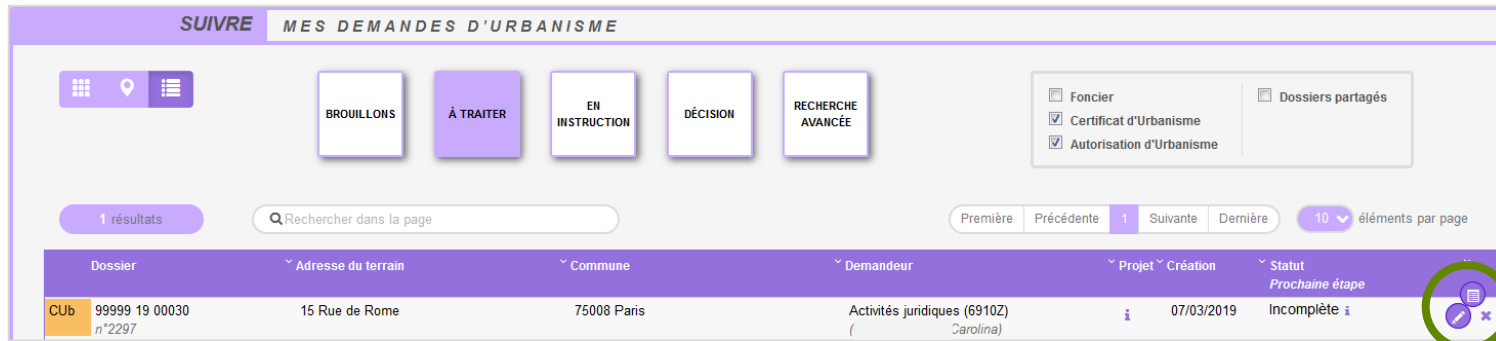 SUIVRE MES DEMANDES D'URBANISME
BROUILLONS
À TRAITER
EN
INSTRUCTION
DÉCISION
RECHERCHE
AVANCÉE
Foncier
Certificat d'Urbanisme
Autorisation d'Urbanisme
Dossiers partagés
1 résultats
Rechercher dans la page
Première Précédente 1 Suivante Dernière
10 éléments par page
Dossier Adresse du terrain Commune Demandeur Projet Création Statut
Prochaine étape
CUb 99999 19 00030 15 Rue de Rome 75008 Paris Activités juridiques (6910Z) i 07/03/2019 Incomplète i
n°2297 ( Carolina)